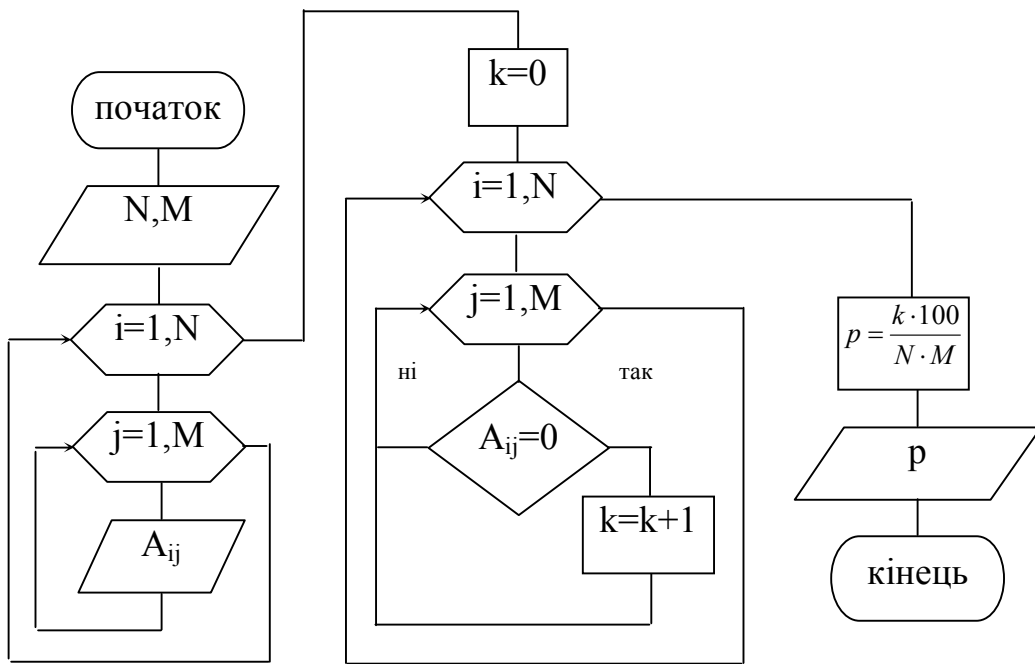 початок
N,M
i=1,N
j=1,M
Aij
k=0
i=1,N
j=1,M
ні
так
Aij=0
k=k+1
p = k·100 / N·M
p
кінець